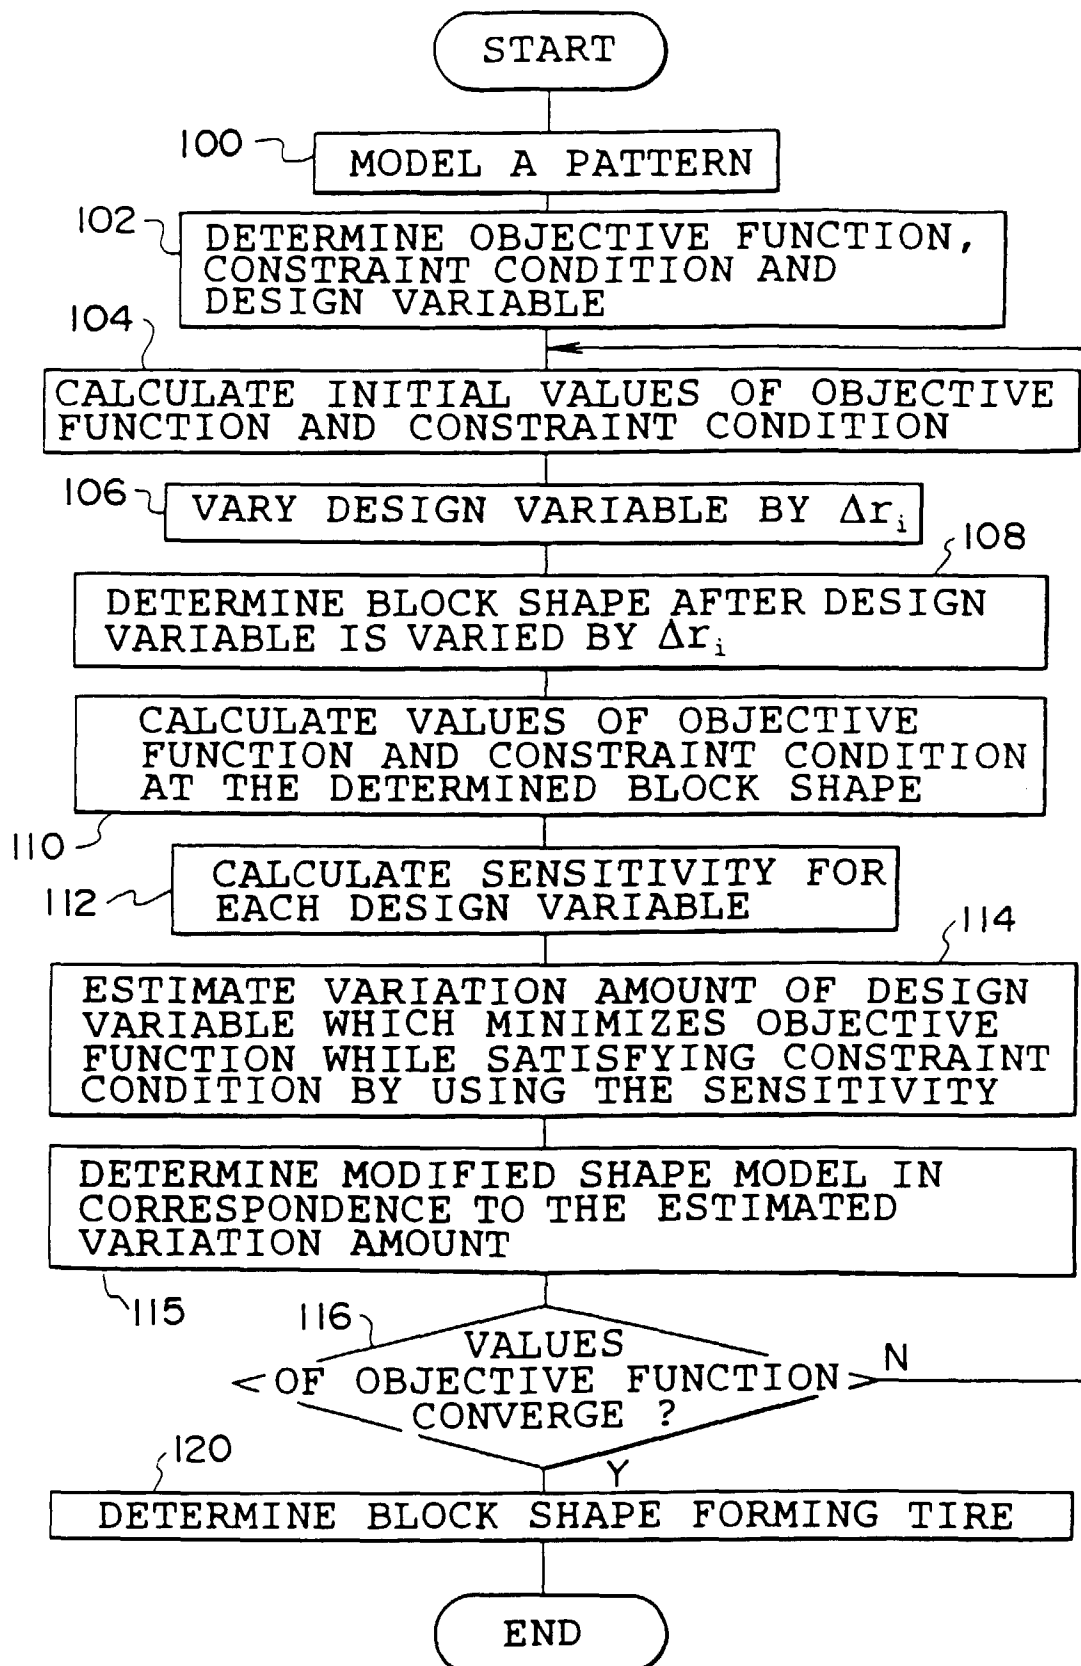 START
100
MODEL A PATTERN
102
DETERMINE OBJECTIVE FUNCTION,
CONSTRAINT CONDITION AND
DESIGN VARIABLE
104
CALCULATE INITIAL VALUES OF OBJECTIVE
FUNCTION AND CONSTRAINT CONDITION
106
VARY DESIGN VARIABLE BY Δrᵢ
108
DETERMINE BLOCK SHAPE AFTER DESIGN
VARIABLE IS VARIED BY Δrᵢ
CALCULATE VALUES OF OBJECTIVE
FUNCTION AND CONSTRAINT CONDITION
AT THE DETERMINED BLOCK SHAPE
110
CALCULATE SENSITIVITY FOR
112
EACH DESIGN VARIABLE
114
ESTIMATE VARIATION AMOUNT OF DESIGN
VARIABLE WHICH MINIMIZES OBJECTIVE
FUNCTION WHILE SATISFYING CONSTRAINT
CONDITION BY USING THE SENSITIVITY
DETERMINE MODIFIED SHAPE MODEL IN
CORRESPONDENCE TO THE ESTIMATED
VARIATION AMOUNT
115
116
VALUES
OF OBJECTIVE FUNCTION
CONVERGE ?
N
Y
120
DETERMINE BLOCK SHAPE FORMING TIRE
END